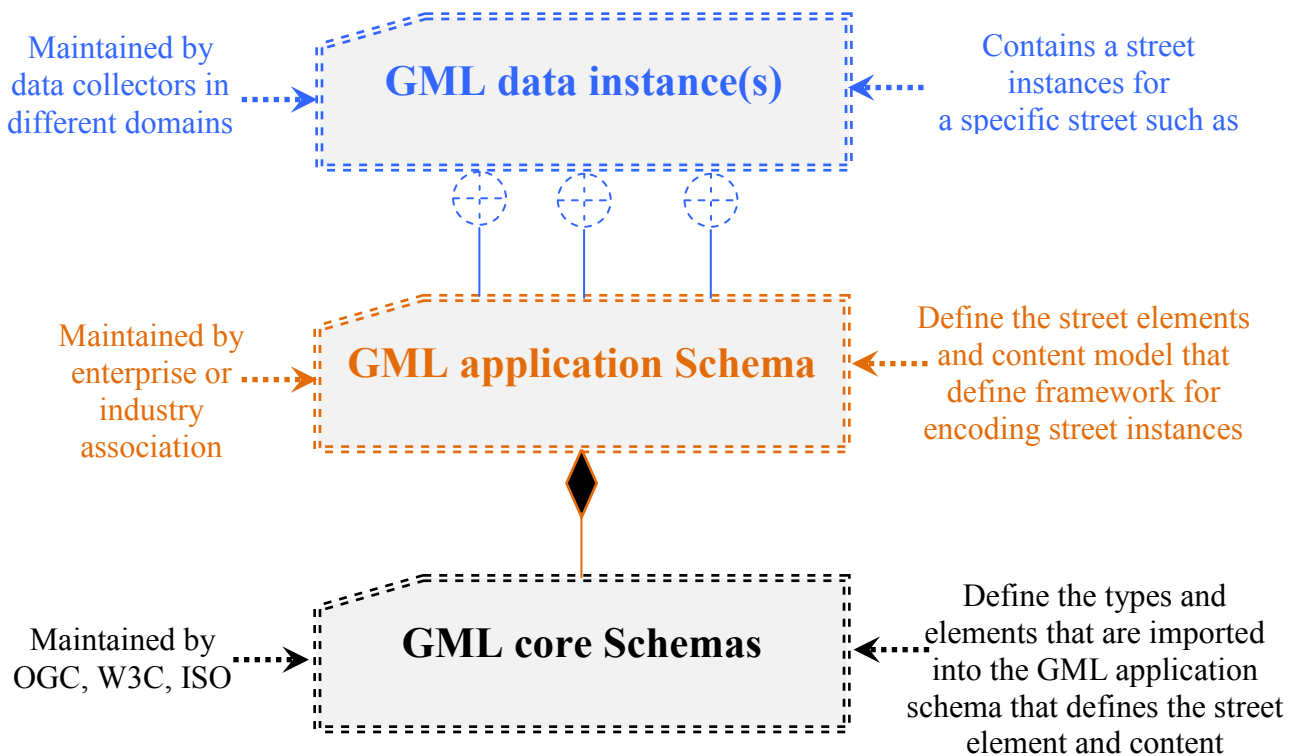 Maintained by
data collectors in
different domains
GML data instance(s)
Contains a street
instances for
a specific street such as
Maintained by
enterprise or
industry
association
GML application Schema
Define the street elements
and content model that
define framework for
encoding street instances
Maintained by
OGC, W3C, ISO
GML core Schemas
Define the types and
elements that are imported
into the GML application
schema that defines the street
element and content